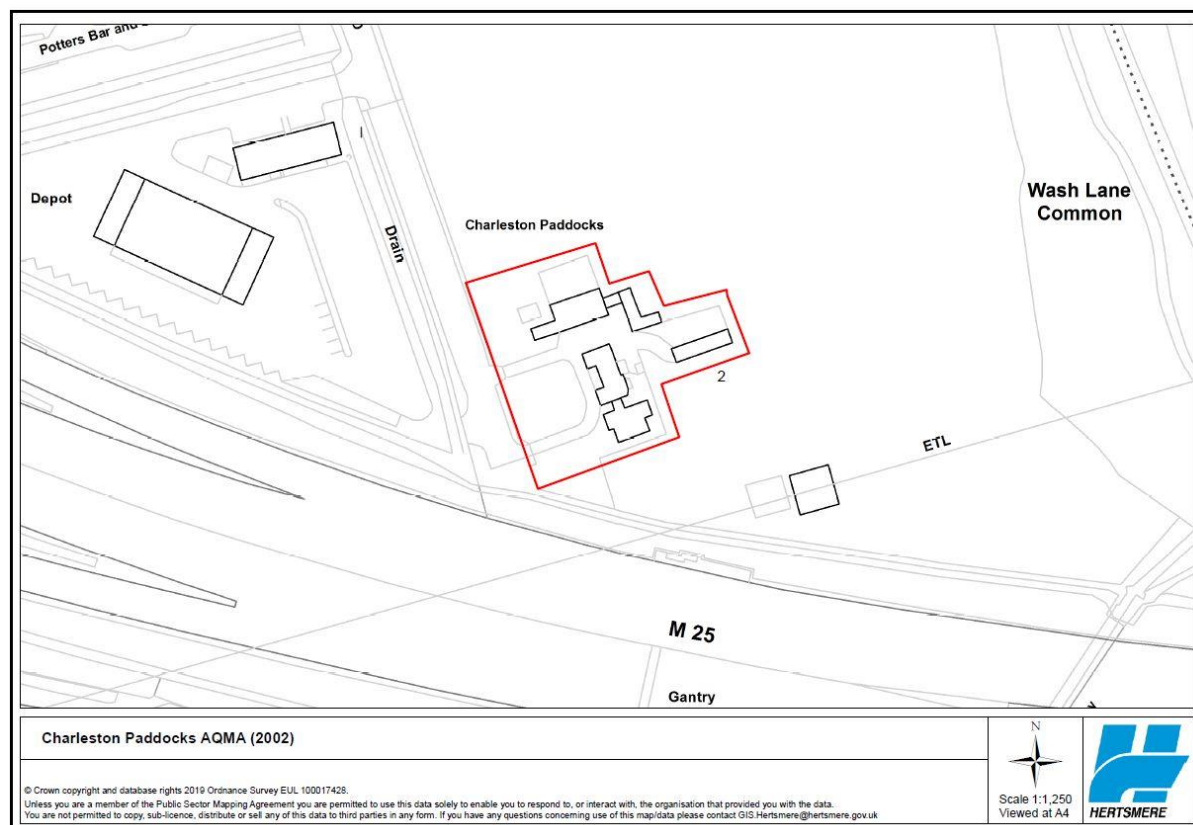 Potters Bar and
Depot
Drain
Charleston Paddocks
Wash Lane
Common
2
ETL
M 25
Gantry
Charleston Paddocks AQMA (2002)
© Crown copyright and database rights 2019 Ordnance Survey EUL 100017428.
Unless you are a member of the Public Sector Mapping Agreement you are permitted to use this data solely to enable you to respond to, or interact with, the organisation that provided you with the data.
You are not permitted to copy, sub-licence, distribute or sell any of this data to third parties in any form. If you have any questions concerning use of this map/data please contact GIS.Hertsmere@hertsmere.gov.uk
N
Scale 1:1,250
Viewed at A4
HERTSMERE